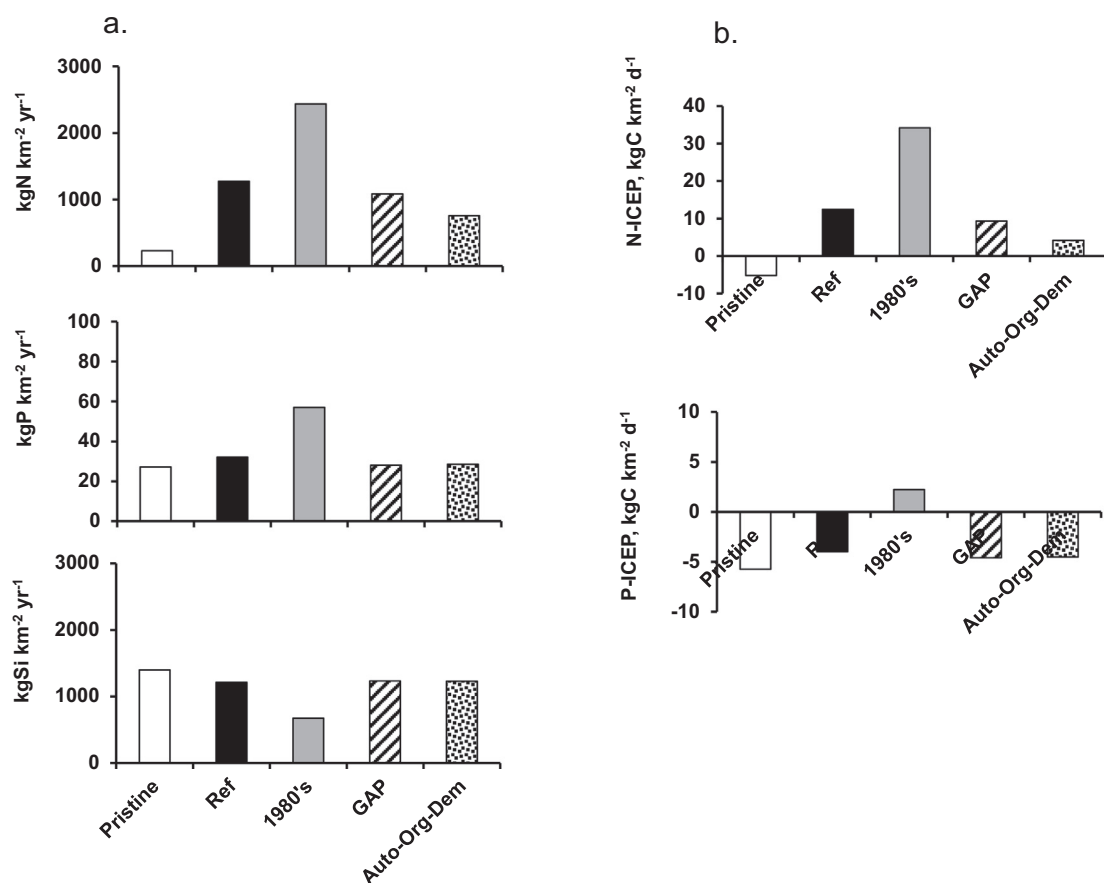 a.
kgN km⁻² yr⁻¹
3000
2000
1000
0
kgP km⁻² yr⁻¹
100
80
60
40
20
0
kgSi km⁻² yr⁻¹
3000
2000
1000
0
Pristine
Ref
1980's
GAP
Auto-Org-Dem
b.
N-ICEP, kgC km⁻² d⁻¹
40
30
20
10
0
-10
Pristine
Ref
1980's
GAP
Auto-Org-Dem
P-ICEP, kgC km⁻² d⁻¹
10
5
0
-5
-10
Pristine
1980's
GAP
Auto-Org-Dem